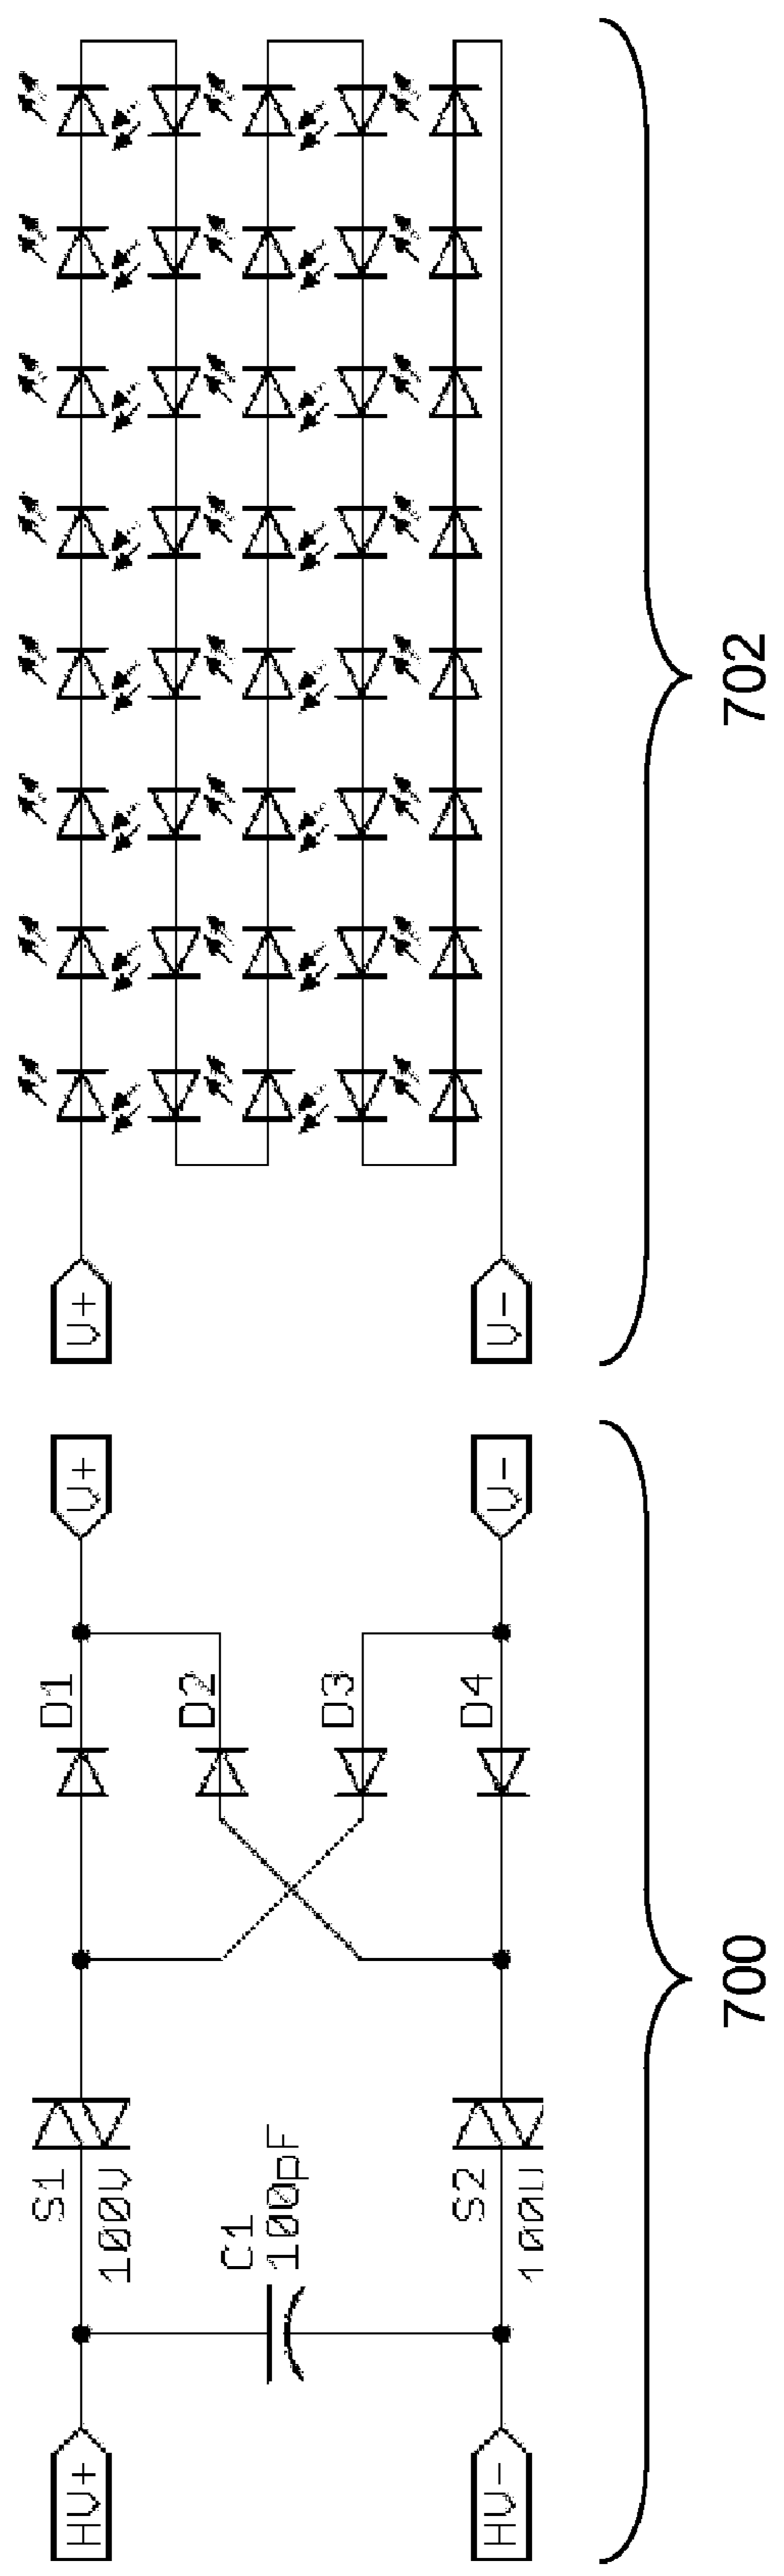 HV+
HV-
C1
100pF
S1
100V
S2
100V
D1
D2
D3
D4
V+
V-
700
V+
V-
702